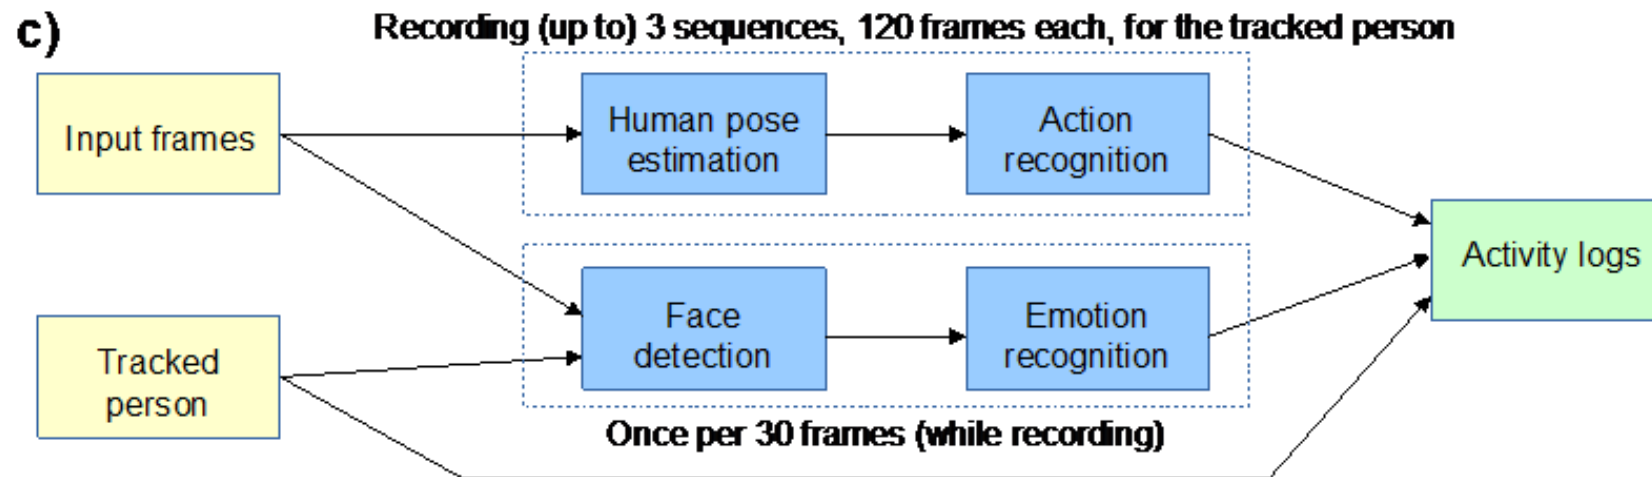 c)
Recording (up to) 3 sequences, 120 frames each, for the tracked person
Input frames
Human pose
estimation
Action
recognition
Activity logs
Tracked
person
Face
detection
Emotion
recognition
Once per 30 frames (while recording)